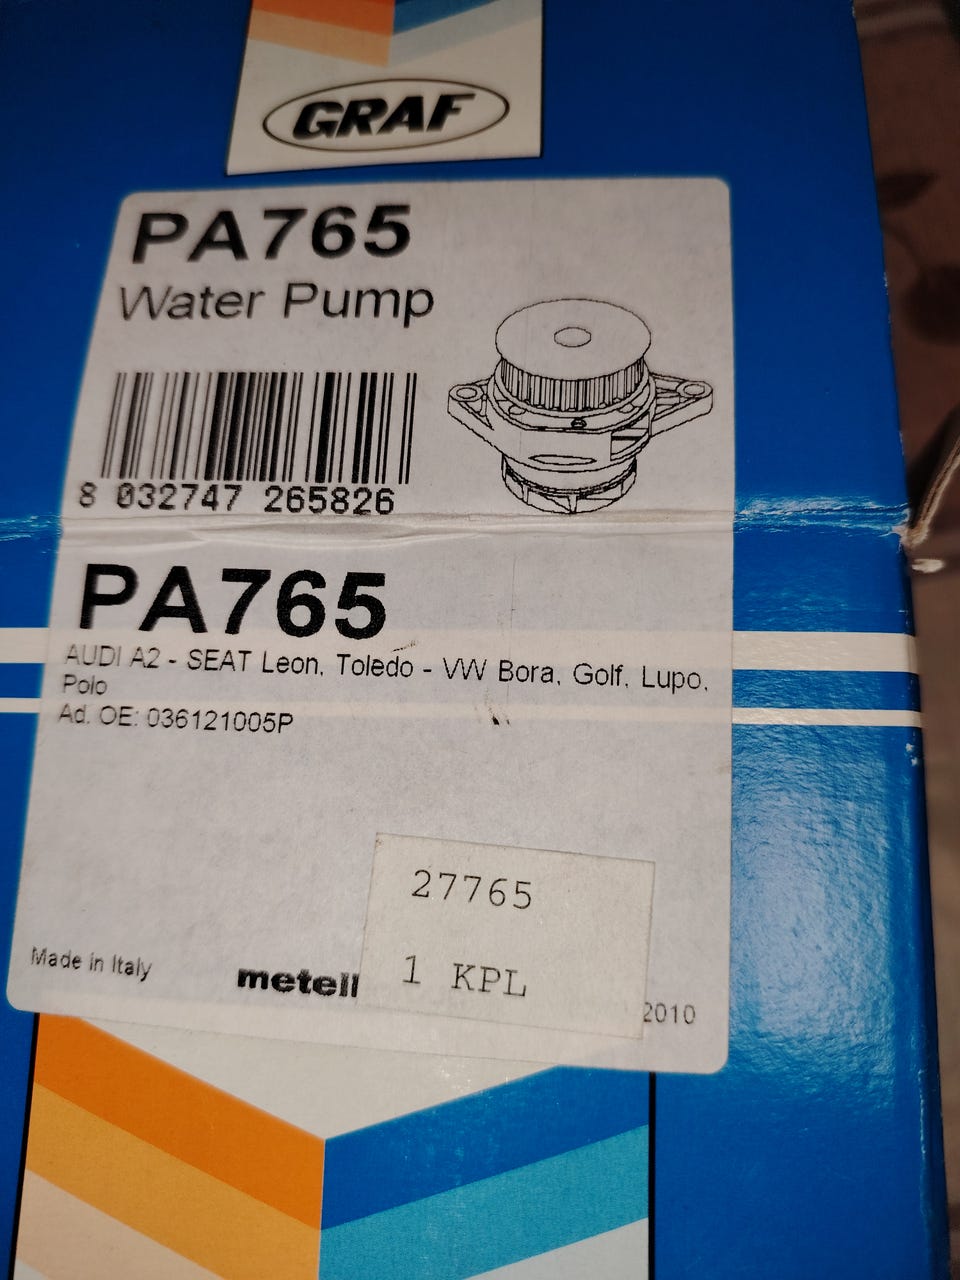 GRAF
PA765
Water Pump
8 032747 265826
PA765
AUDI A2 - SEAT Leon, Toledo - VW Bora, Golf, Lupo,
Polo
Ad. OE: 036121005P
27765
1 KPL
Made in Italy
metelli
2010